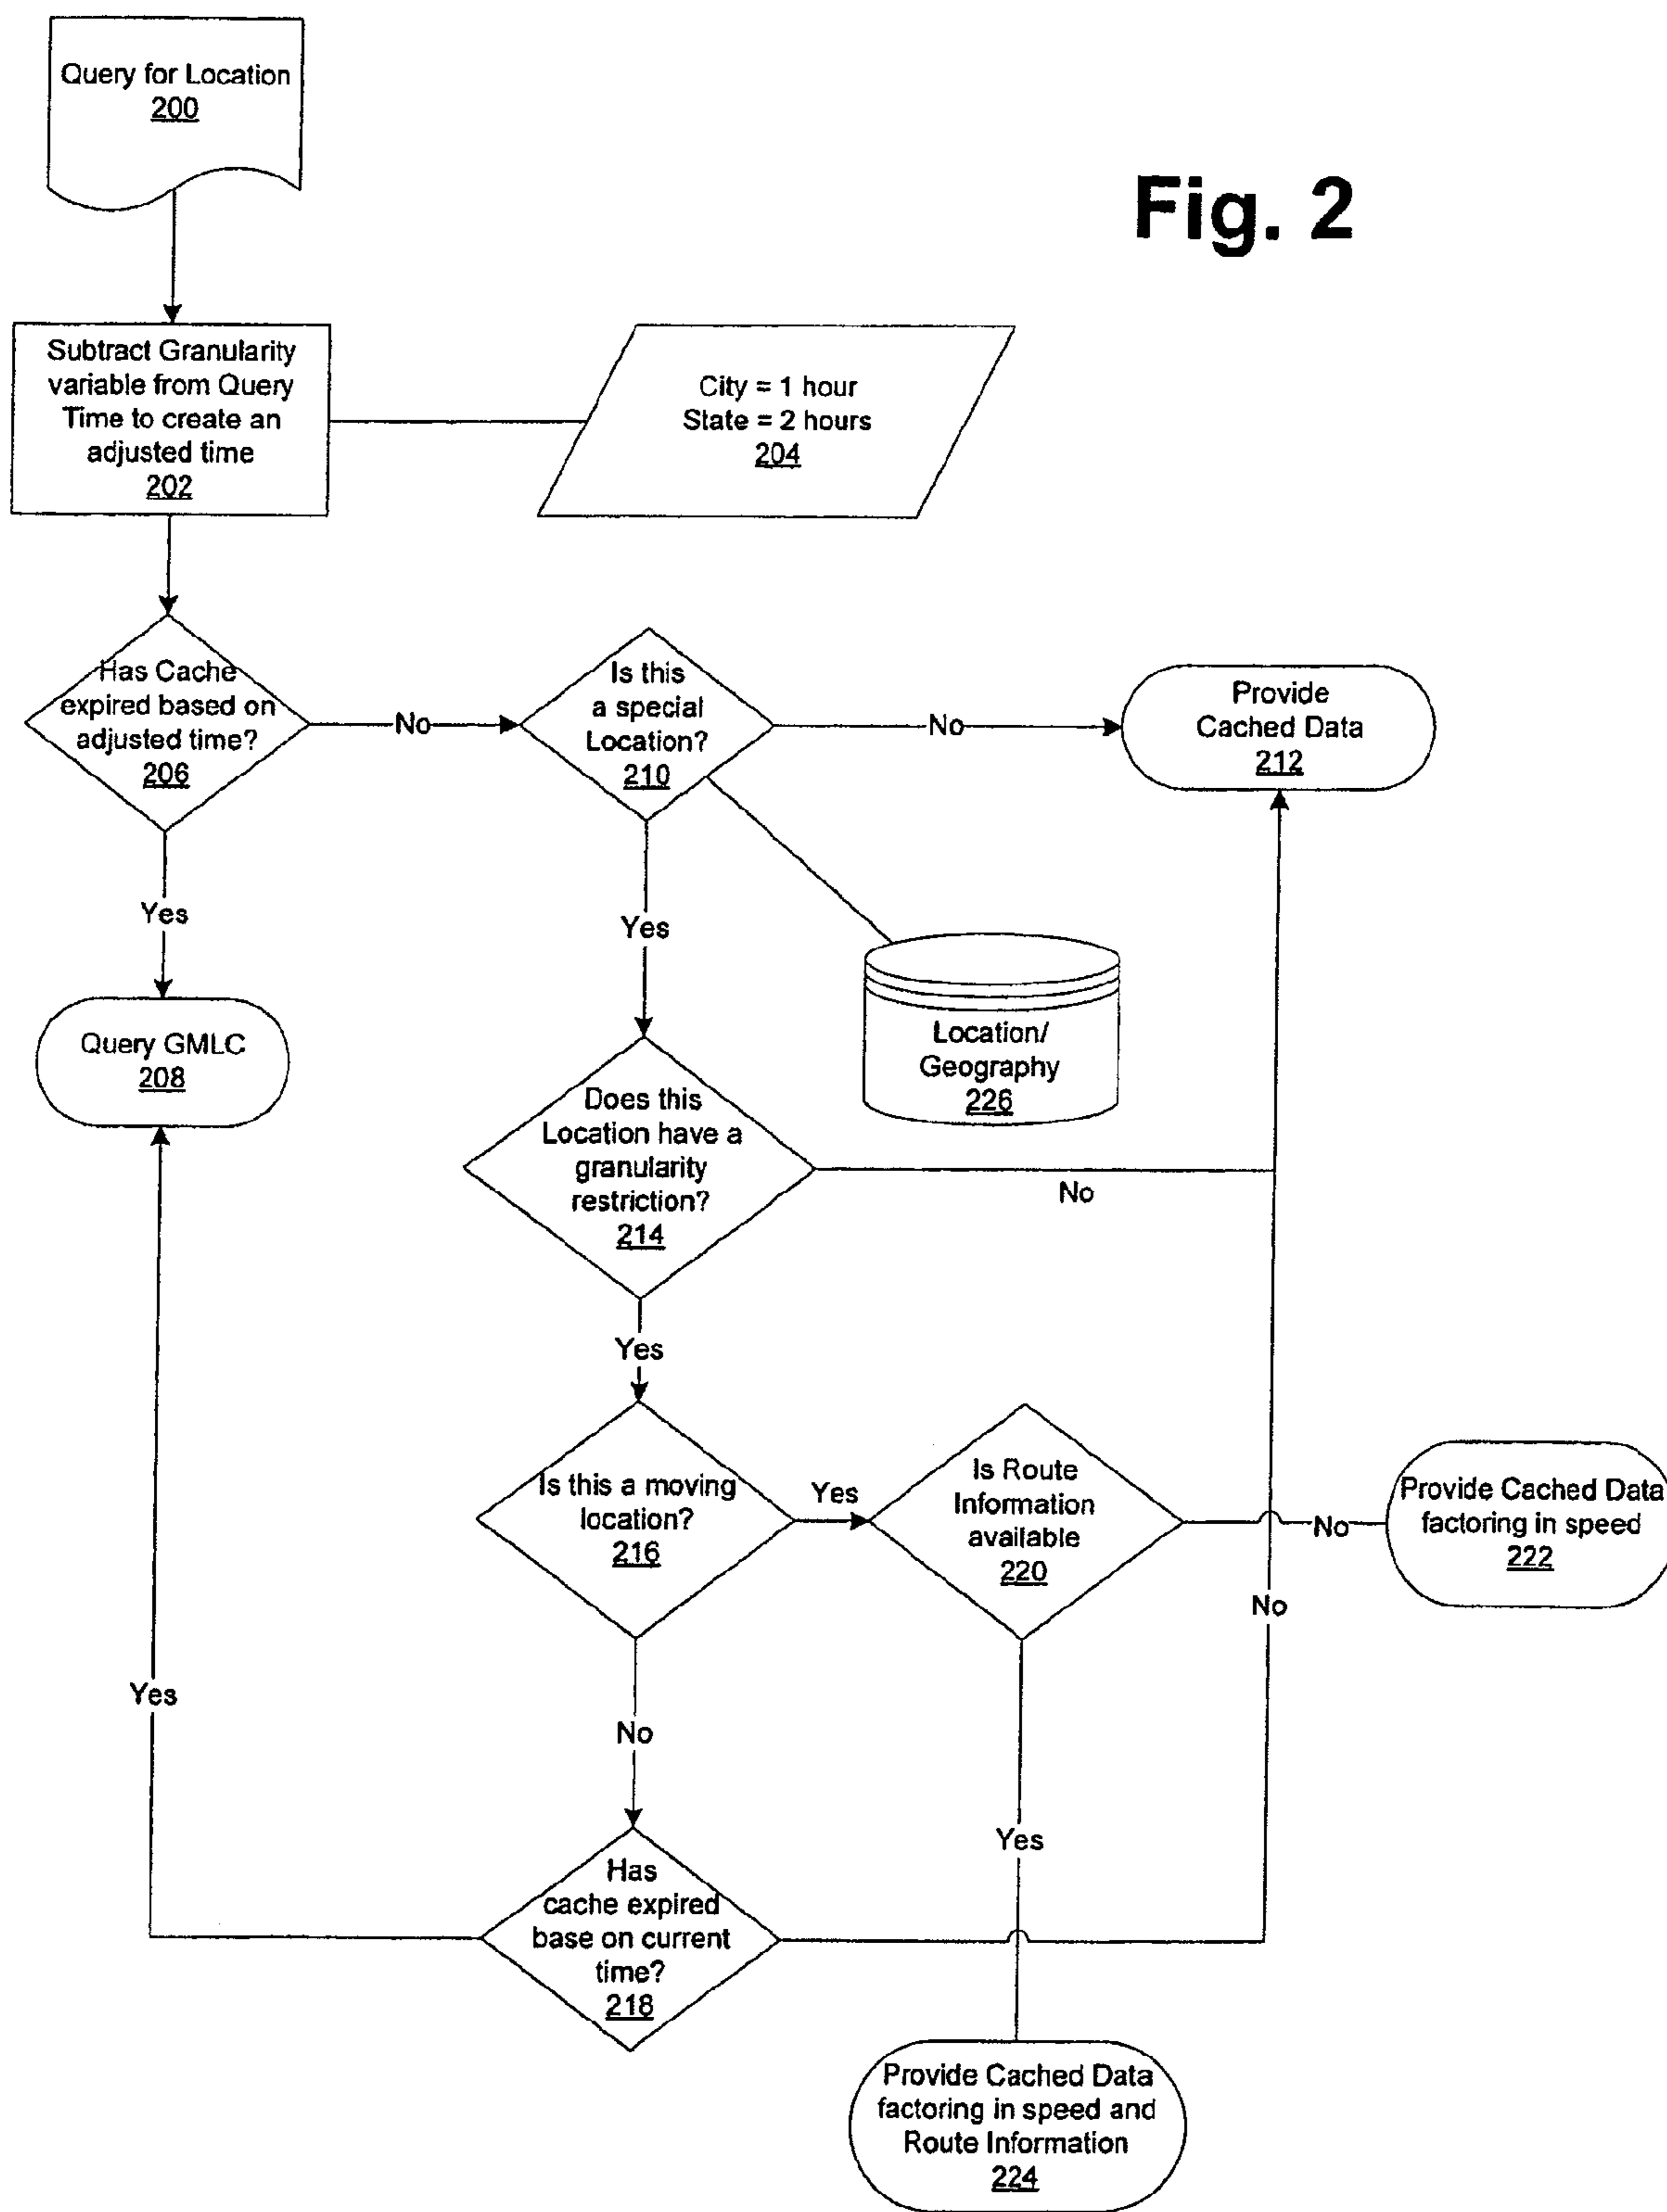 Query for Location
200
Fig. 2
Subtract Granularity
variable from Query
Time to create an
adjusted time
202
City = 1 hour
State = 2 hours
204
Has Cache
expired based on
adjusted time?
206
No
Is this
a special
Location?
210
No
Provide
Cached Data
212
Yes
Yes
Query GMLC
208
Location/
Geography
226
Does this
Location have a
granularity
restriction?
214
No
Yes
Is this a moving
location?
216
Yes
Is Route
Information
available
220
No
Provide Cached Data
factoring in speed
222
No
Yes
No
Yes
Has
cache expired
base on current
time?
218
Provide Cached Data
factoring in speed and
Route Information
224